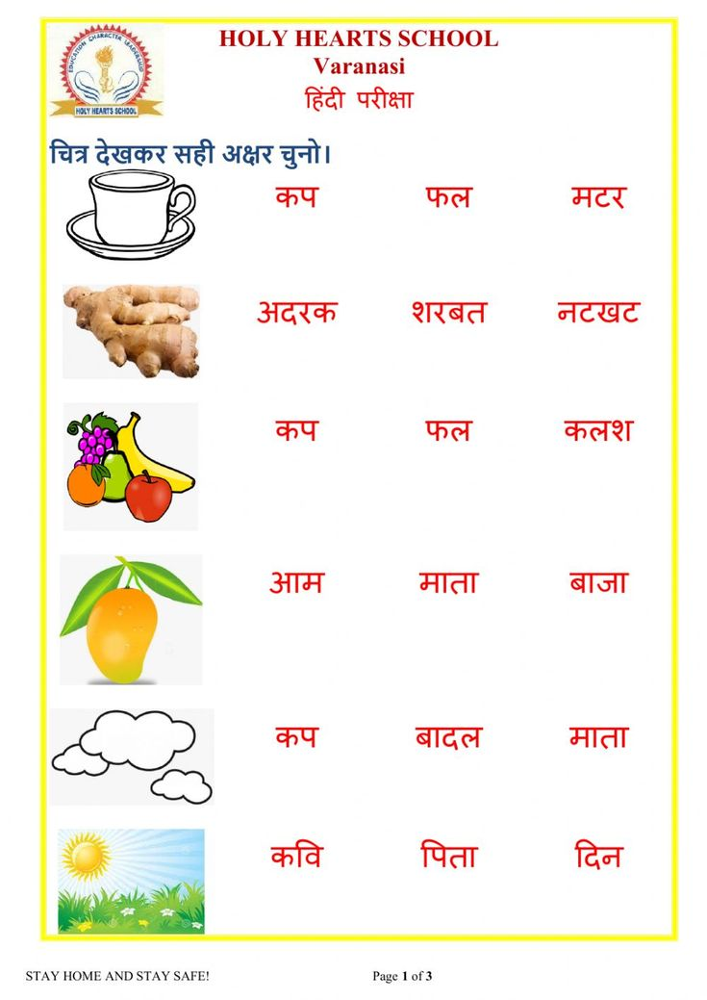 EDUCATION CHARACTER LEADERSHIP
HOLY HEARTS SCHOOL
HOLY HEARTS SCHOOL
Varanasi
हिंदी परीक्षा
चित्र देखकर सही अक्षर चुनो।
कप फल मटर
अदरक शरबत नटखट
कप फल कलश
आम माता बाजा
कप बादल माता
कवि पिता दिन
STAY HOME AND STAY SAFE! Page 1 of 3